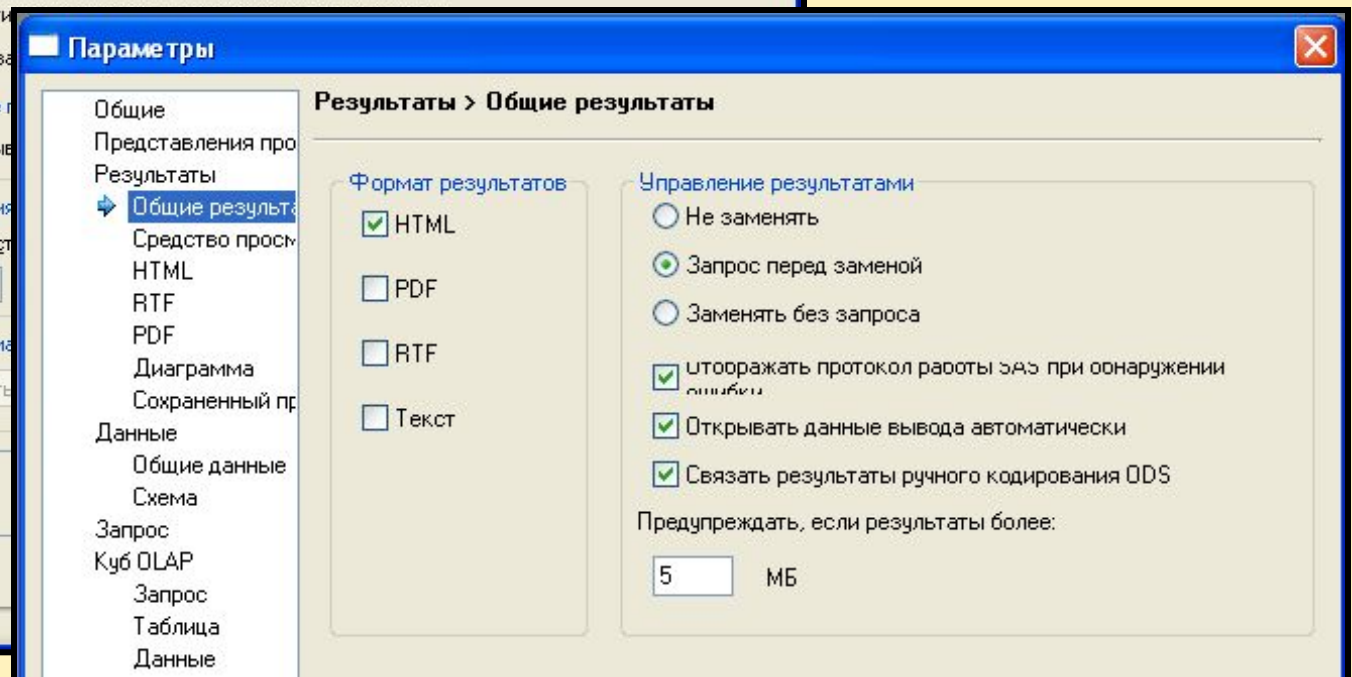 Параметры
Общие
Представления про
Результаты
Общие результа
Средство просм
HTML
RTF
PDF
Диаграмма
Сохраненный пр
Данные
Общие данные
Схема
Запрос
Куб OLAP
Запрос
Таблица
Данные
Результаты > Общие результаты
Формат результатов
HTML
PDF
RTF
Текст
Управление результатами
Не заменять
Запрос перед заменой
Заменять без запроса
Отображать протокол работы SAS при обнаружении
ошибки
Открывать данные вывода автоматически
Связать результаты ручного кодирования ODS
Предупреждать, если результаты более:
5 МБ